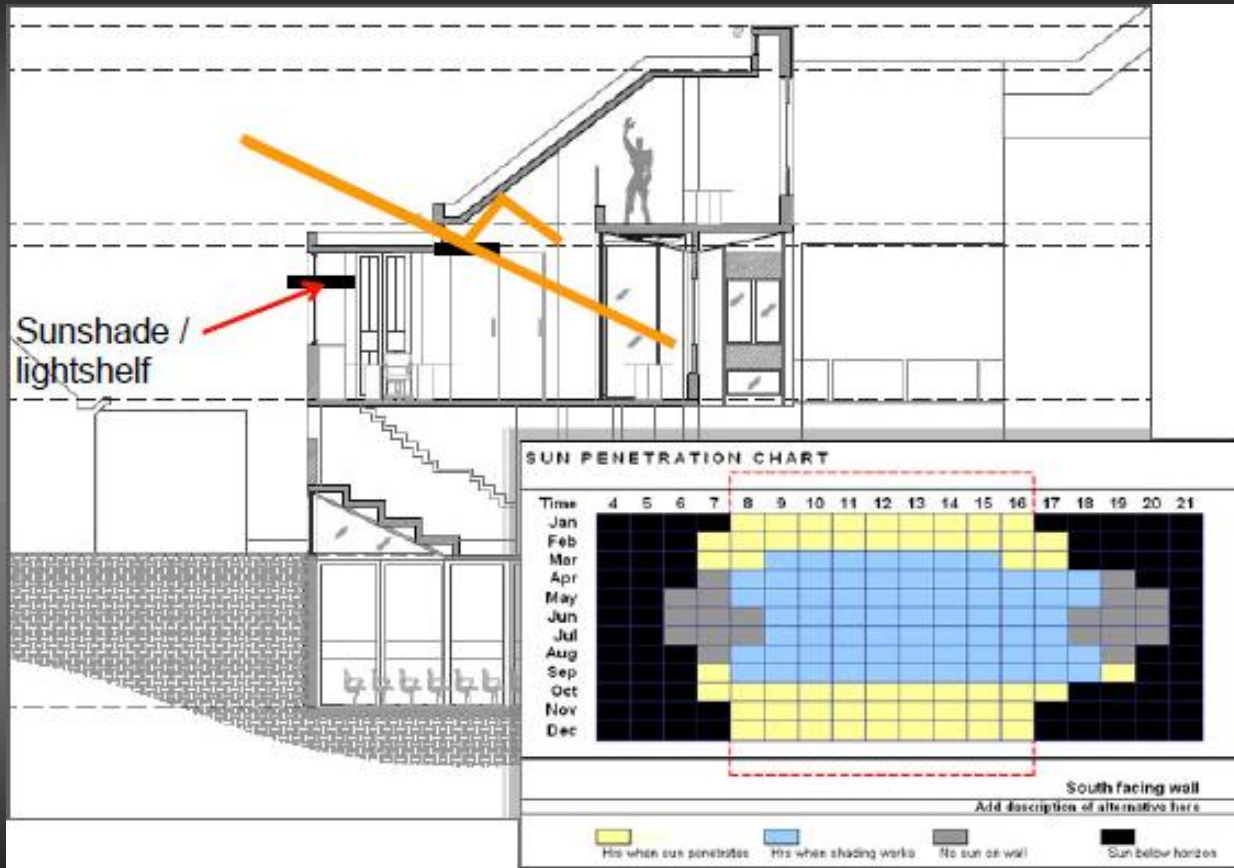 Sunshade /
lightshelf
SUN PENETRATION CHART
Time 4 5 6 7 8 9 10 11 12 13 14 15 16 17 18 19 20 21
Jan
Feb
Mar
Apr
May
Jun
Jul
Aug
Sep
Oct
Nov
Dec
South facing wall
Add description of alternative here
Hrs when sun penetrates Hrs when shading works No sun on wall Sun below horizon